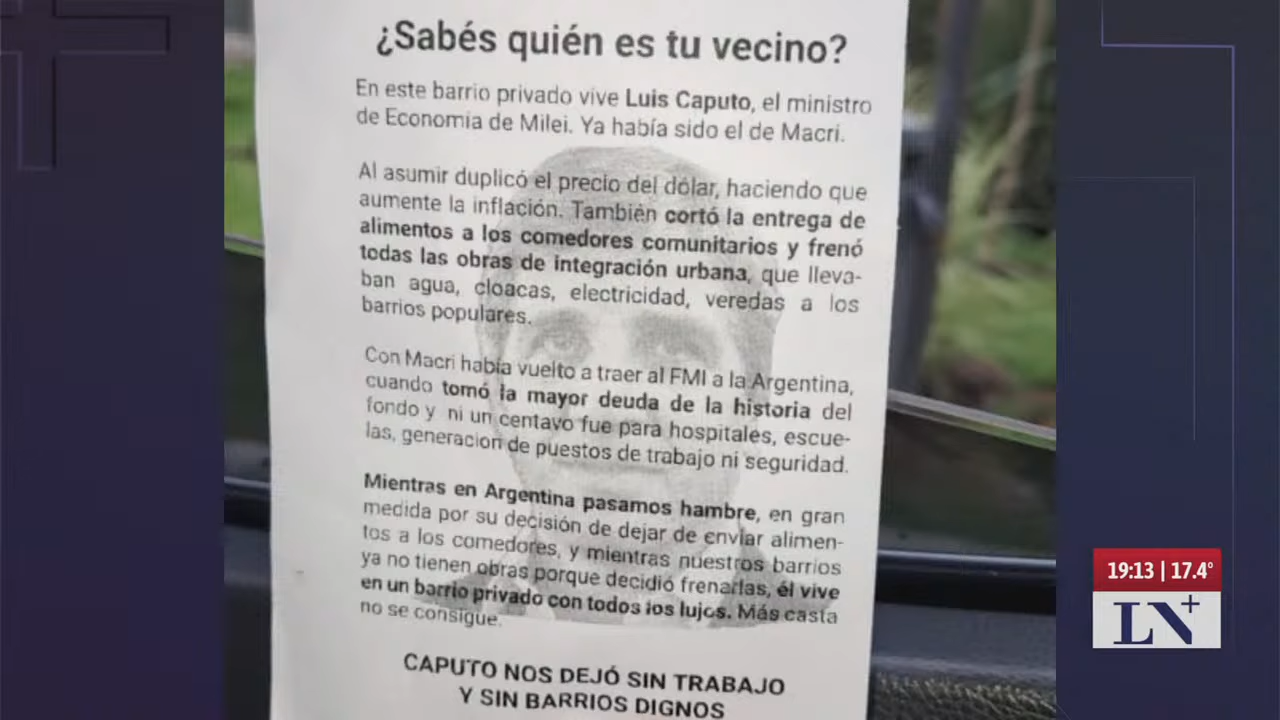 ¿Sabés quién es tu vecino?
En este barrio privado vive Luis Caputo, el ministro
de Economia de Milei. Ya había sido el de Macri.
Al asumir duplicó el precio del dólar, haciendo que
aumente la inflación. También cortó la entrega de
alimentos a los comedores comunitarios y frenó
todas las obras de integración urbana, que lleva-
ban agua, cloacas, electricidad, veredas a los
barrios populares.
Con Macri había vuelto a traer al FMI a la Argentina,
cuando tomó la mayor deuda de la historia del
fondo y ni un centavo fue para hospitales, escue-
las, generacion de puestos de trabajo ni seguridad.
Mientras en Argentina pasamos hambre, en gran
medida por su decisión de dejar de enviar alimen-
tos a los comedores, y mientras nuestros barrios
ya no tienen obras porque decidió frenarlas, él vive
en un barrio privado con todos los lujos. Más casta
no se consigue.
CAPUTO NOS DEJÓ SIN TRABAJO
Y SIN BARRIOS DIGNOS
19:13 | 17.4°
LN+